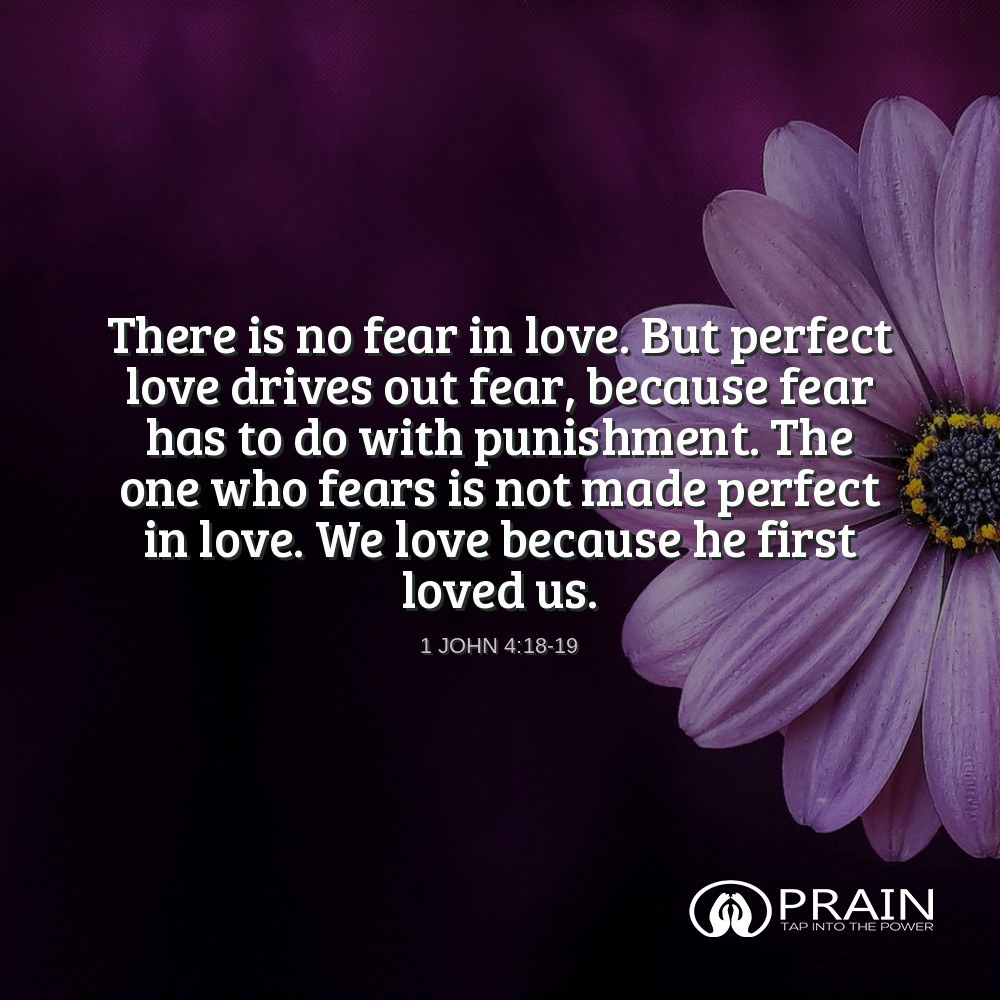 There is no fear in love. But perfect
love drives out fear, because fear
has to do with punishment. The
one who fears is not made perfect
in love. We love because he first
loved us.
1 JOHN 4:18-19
PRAIN
TAP INTO THE POWER